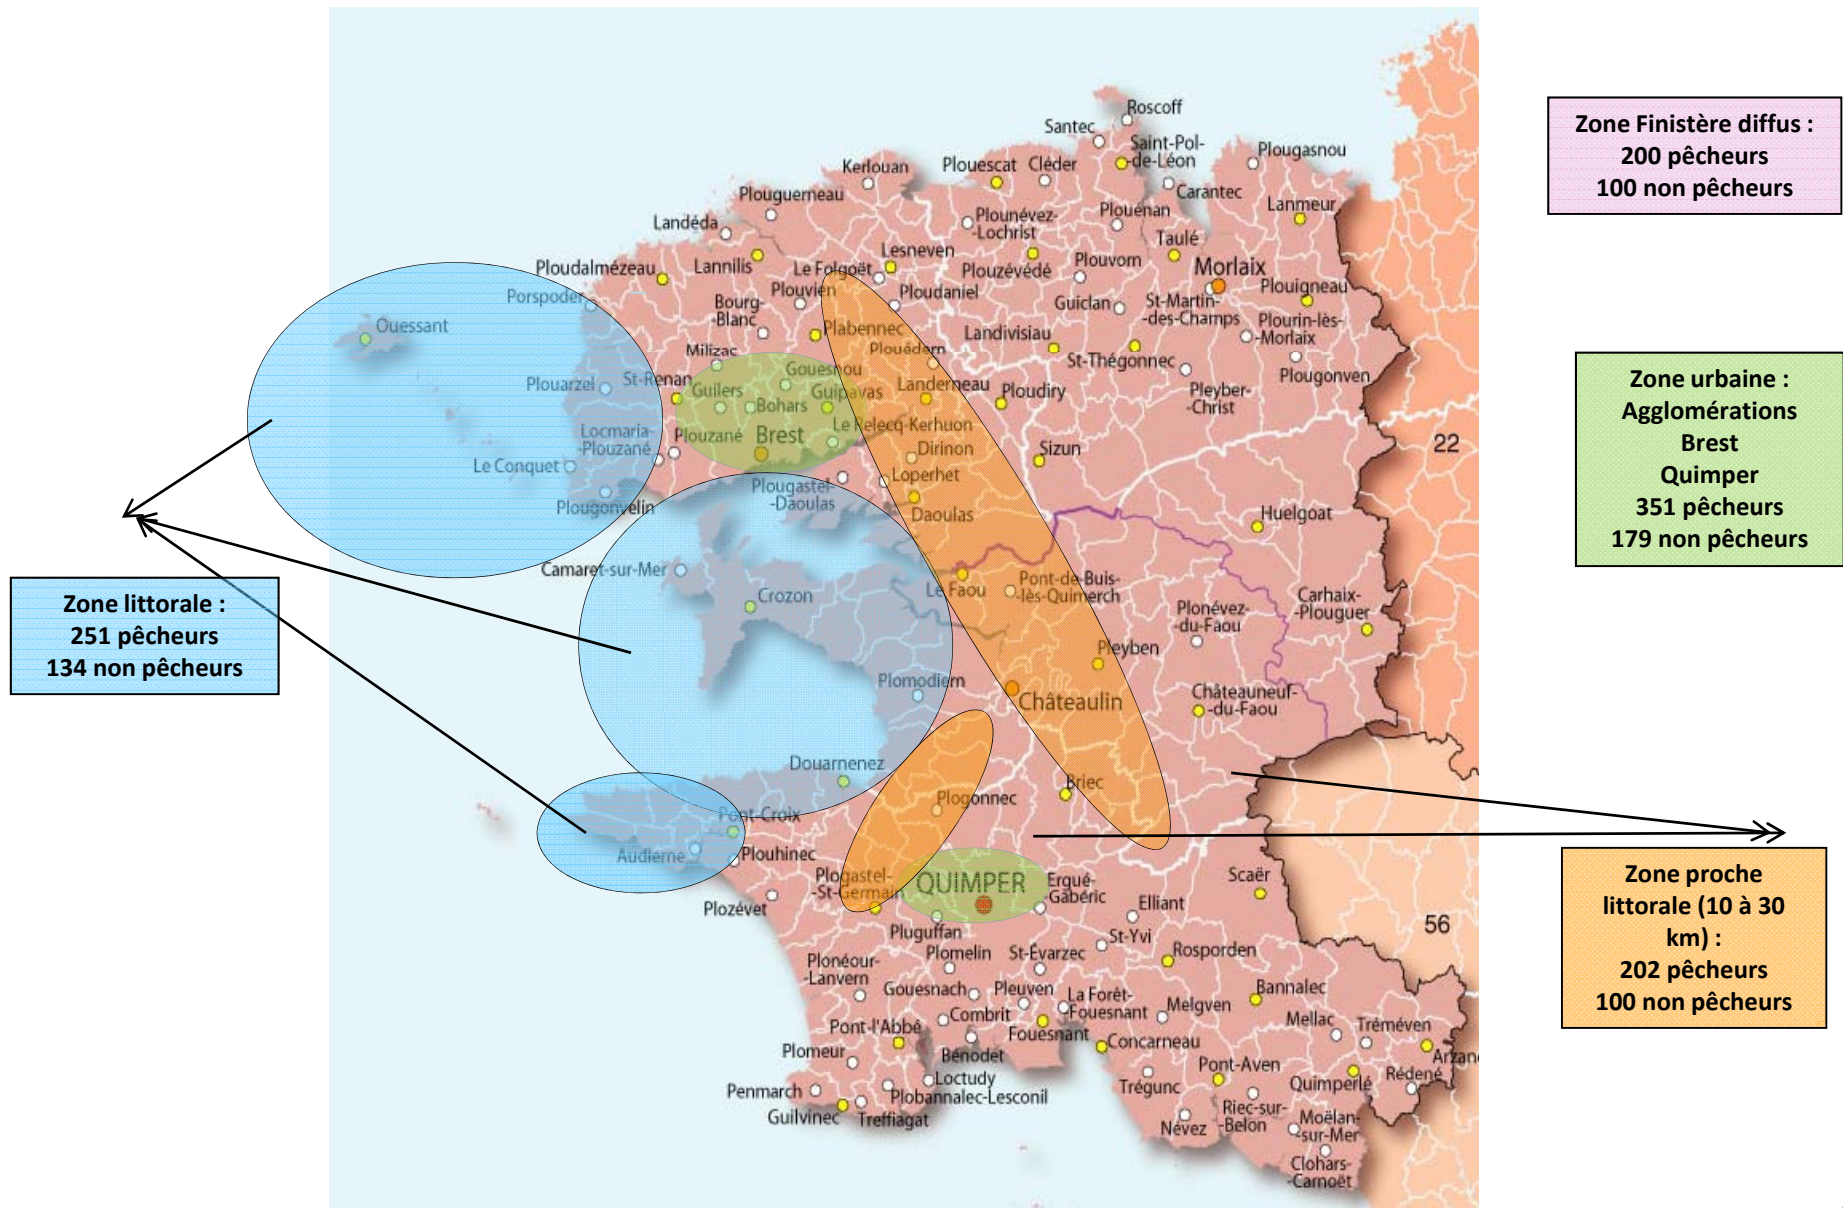 Roscoff
Santec
Saint-Pol-
-de-Léon
Plougasnou
Kerlouan
Plouescat
Cléder
Carantec
Plouguerneau
Lanmeur
Landéda
Plounévez-
-Lochrist
Plouénan
Taulé
Ploudalmézeau
Lannilis
Le Folgoët
Lesneven
Plouzévédé
Plouvorn
Morlaix
Porspoder
Plouvien
Ploudaniel
Guiclan
St-Martin-
-des-Champs
Plouigneau
Bourg-
-Blanc
Ouessant
Plabennec
Landivisiau
Plourin-lès-
-Morlaix
Milizac
Plouédern
St-Thégonnec
Plouarzel
St-Renan
Gouesnou
Guilers
Guipavas
Landerneau
Ploudiry
Pleyber-
-Christ
Plougonven
Bohars
Locmaria-
-Plouzané
Plouzané
Brest
Le Relecq-Kerhuon
Dirinon
Sizun
22
Le Conquet
Loperhet
Plougonvelin
Plougastel-
-Daoulas
Daoulas
Huelgoat
Camaret-sur-Mer
Crozon
Le Faou
Pont-de-Buis-
-lès-Quimerch
Plonévez-
-du-Faou
Carhaix-
-Plouguer
Pleyben
Plomodiern
Châteaulin
Châteauneuf-
-du-Faou
Douarnenez
Briec
Plogonnec
Pont-Croix
Audierne
Plouhinec
Plogastel-
-St-Germain
QUIMPER
Ergué-
-Gabéric
Scaër
Plozévet
Elliant
56
Pluguffan
St-Yvi
Plomelin
St-Évarzec
Rosporden
Plonéour-
-Lanvern
Gouesnach
Pleuven
La Forêt-
-Fouesnant
Melgven
Bannalec
Combrit
Fouesnant
Mellac
Tréméven
Pont-l'Abbé
Concarneau
Plomeur
Bénodet
Pont-Aven
Arzan
Penmarch
Loctudy
Trégunc
Quimperlé
Rédené
Plobannalec-Lesconil
Guilvinec
Treffiagat
Riec-sur-
-Belon
Moëlan-
-sur-Mer
Névez
Clohars-
-Carnoët
Zone littorale :
251 pêcheurs
134 non pêcheurs
Zone Finistère diffus :
200 pêcheurs
100 non pêcheurs
Zone urbaine :
Agglomérations
Brest
Quimper
351 pêcheurs
179 non pêcheurs
Zone proche
littorale (10 à 30
km) :
202 pêcheurs
100 non pêcheurs